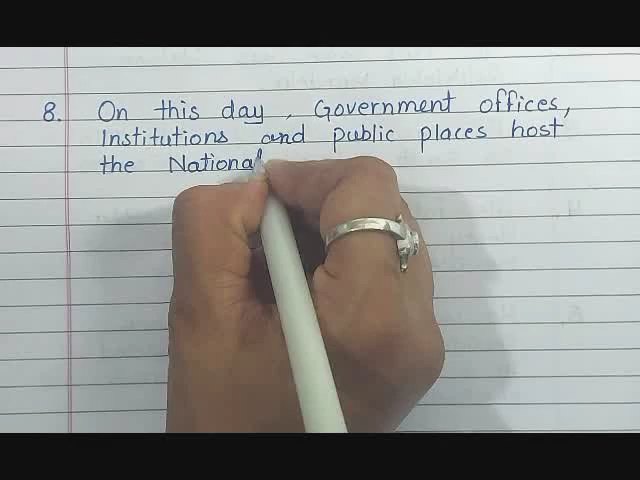 8. On this day, Government offices,
Institutions and public places host
the National